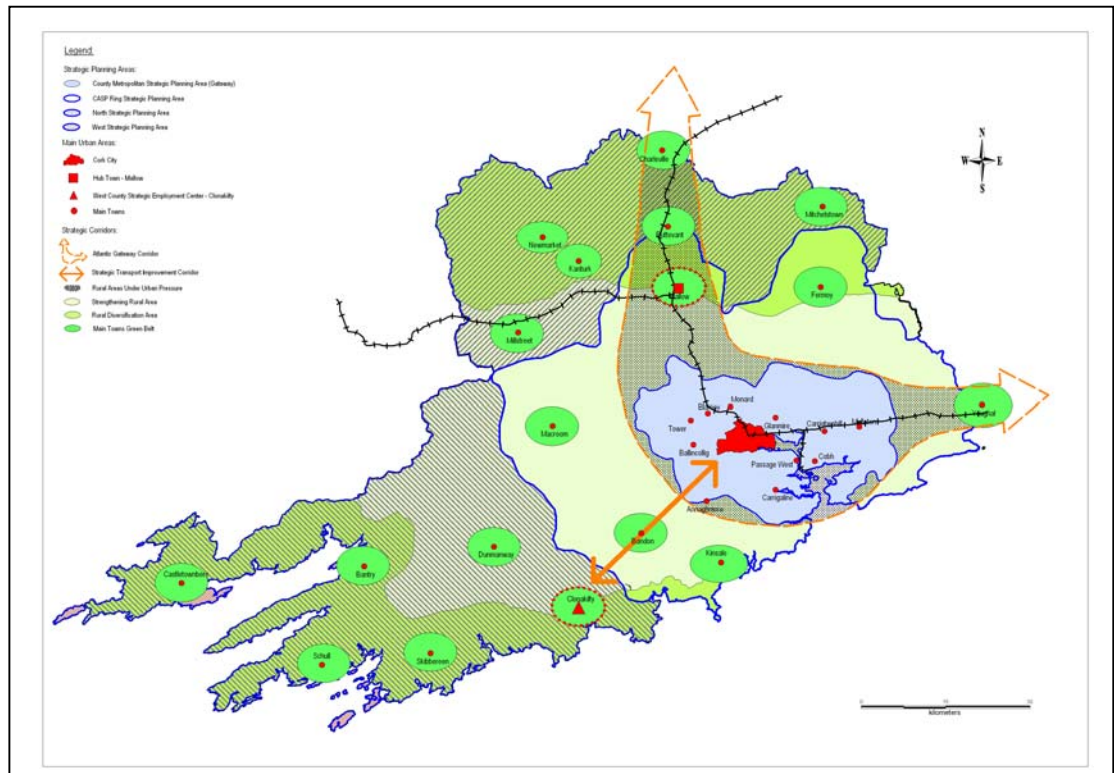 Legend:
Strategic Planning Areas:
County Metropolitan Strategic Planning Area (Gateway)
CASP Ring Strategic Planning Area
North Strategic Planning Area
West Strategic Planning Area
Main Urban Areas:
Cork City
Hub Town - Mallow
West County Strategic Employment Center - Clonakilty
Main Towns
Strategic Corridors:
Atlantic Gateway Corridor
Strategic Transport Improvement Corridor
Rural Areas Under Urban Pressure
Strengthening Rural Area
Rural Diversification Area
Main Towns Green Belt
N
W E
S
Charleville
Mitchelstown
Buttevant
Newmarket
Kanturk
Mallow
Fermoy
Millstreet
Monard
Blarney
Youghal
Tower
Glanmire
Carrigtwohill
Midleton
Macroom
Ballincollig
Passage West
Cobh
Carrigaline
Annaghmore
Bandon
Dunmanway
Kinsale
Bantry
Castletownbere
Clonakilty
Skibbereen
Schull
0
kilometers